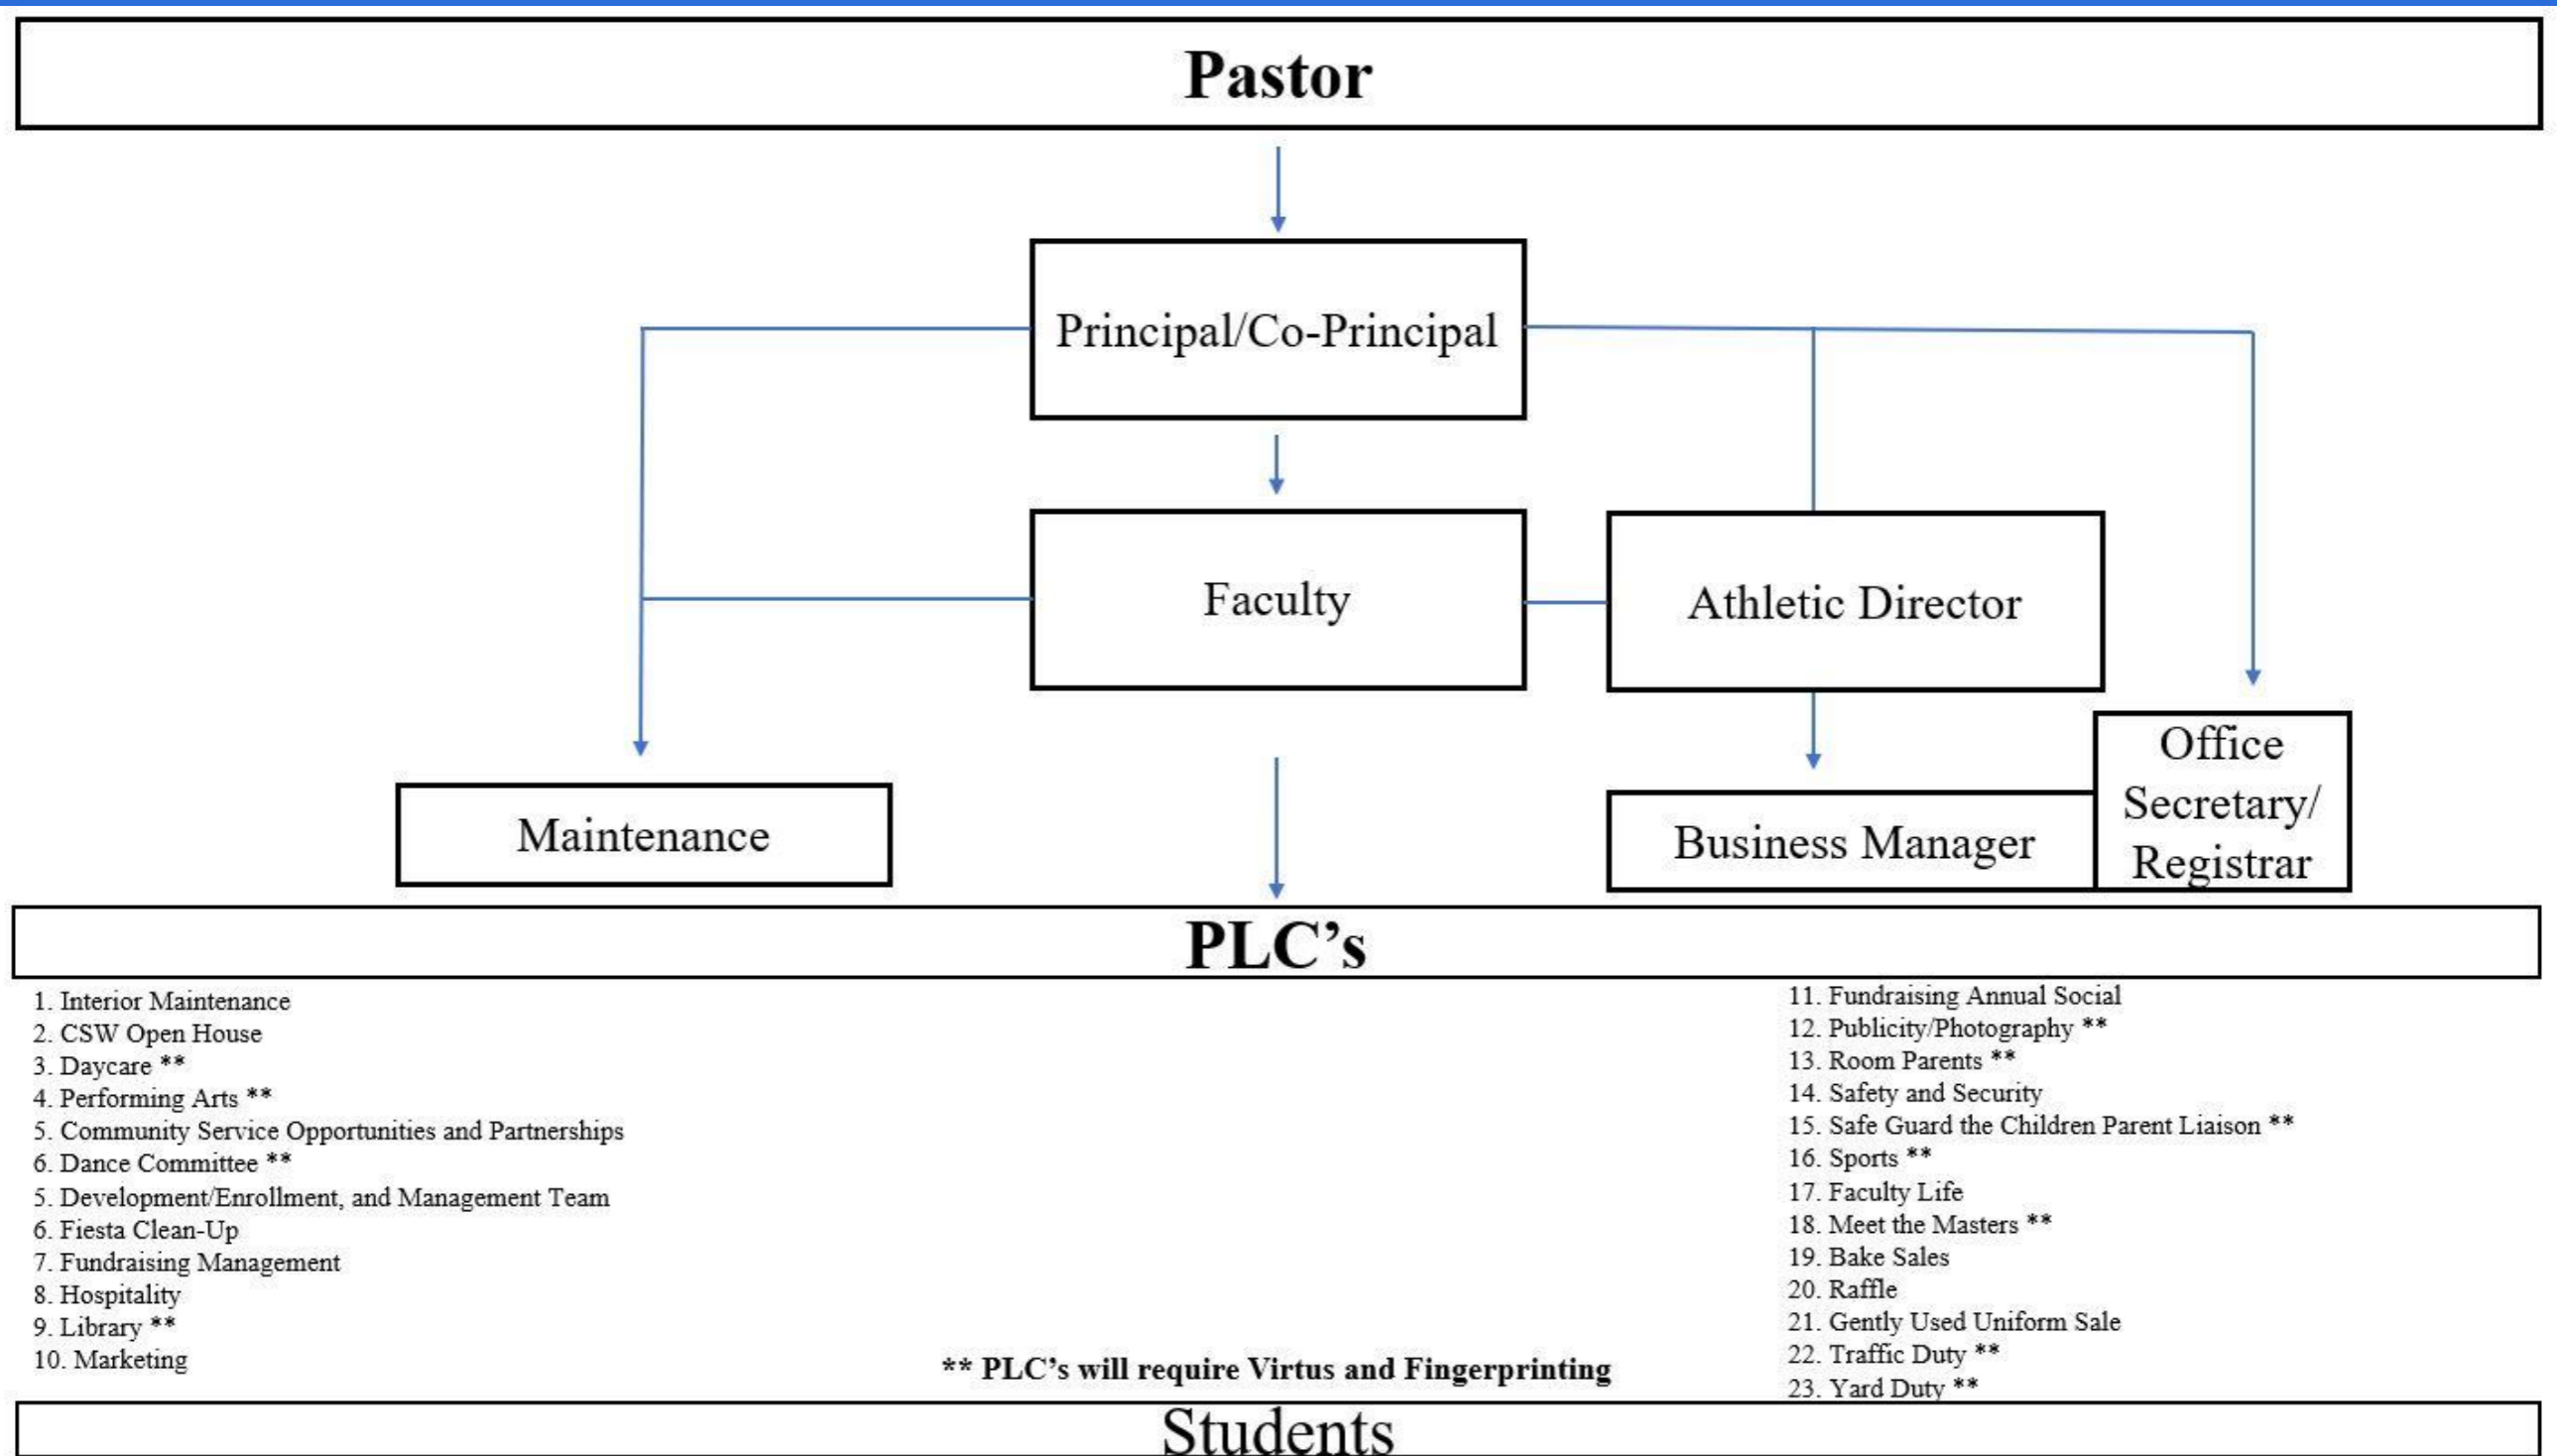 Pastor
Principal/Co-Principal
Faculty
Athletic Director
Maintenance
Business Manager
Office
Secretary/
Registrar
PLC’s
1. Interior Maintenance
2. CSW Open House
3. Daycare **
4. Performing Arts **
5. Community Service Opportunities and Partnerships
6. Dance Committee **
5. Development/Enrollment, and Management Team
6. Fiesta Clean-Up
7. Fundraising Management
8. Hospitality
9. Library **
10. Marketing
11. Fundraising Annual Social
12. Publicity/Photography **
13. Room Parents **
14. Safety and Security
15. Safe Guard the Children Parent Liaison **
16. Sports **
17. Faculty Life
18. Meet the Masters **
19. Bake Sales
20. Raffle
21. Gently Used Uniform Sale
22. Traffic Duty **
23. Yard Duty **
** PLC’s will require Virtus and Fingerprinting
Students